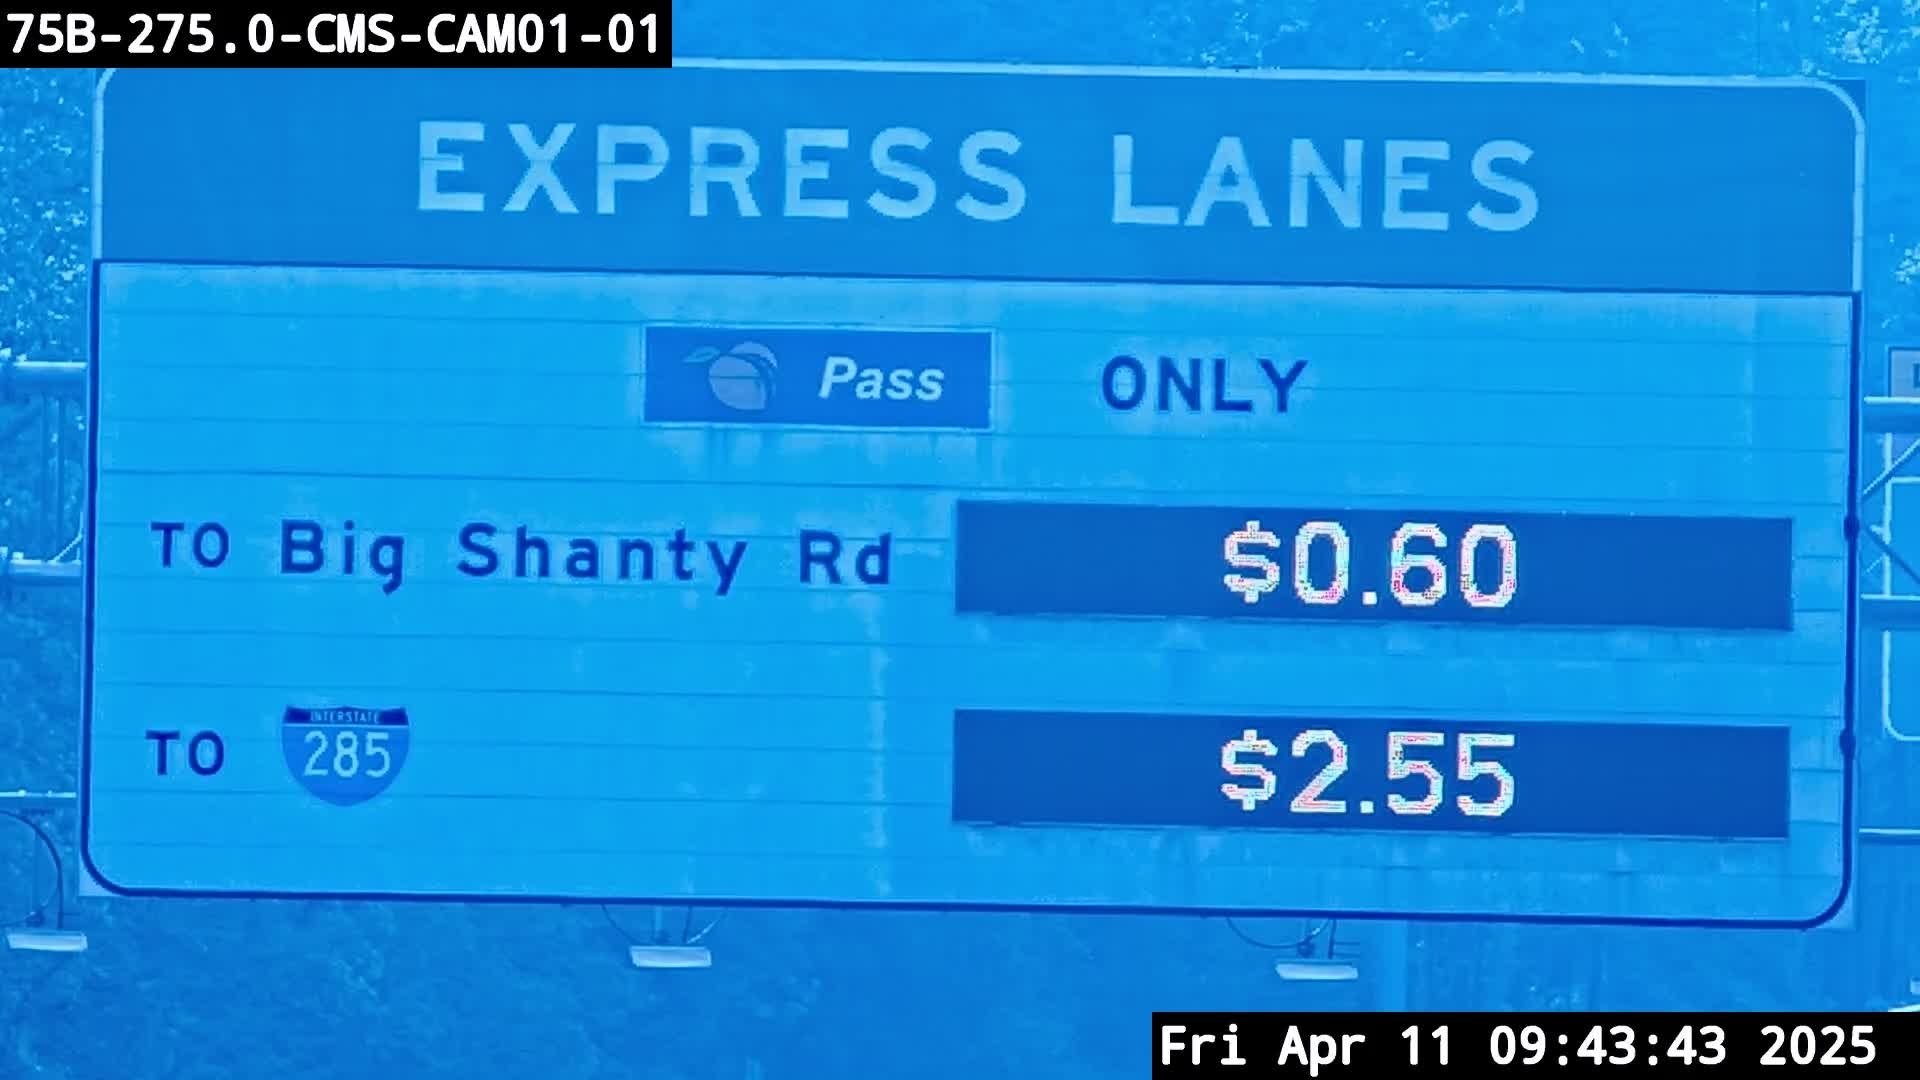 75B-275.0-CMS-CAM01-01
EXPRESS LANES
Pass ONLY
TO Big Shanty Rd $0.60
INTERSTATE
TO 285 $2.55
Fri Apr 11 09:43:43 2025